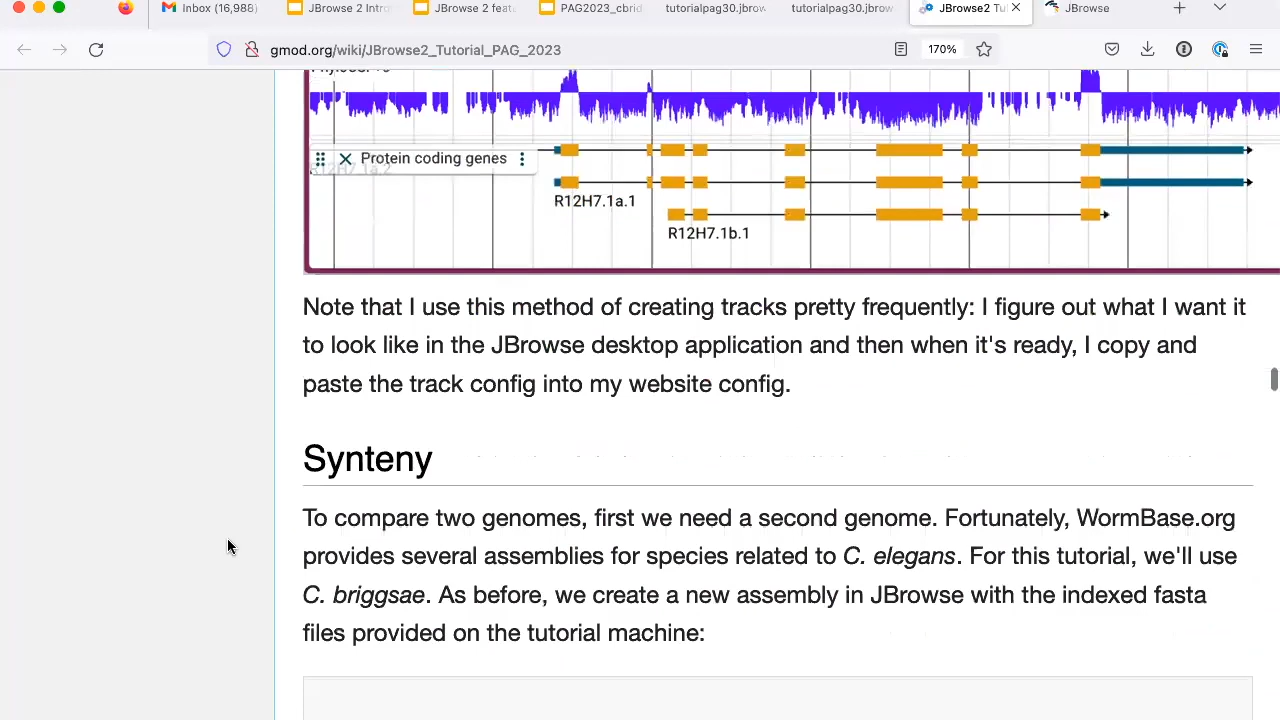 Inbox (16,988)
JBrowse 2 Intro
JBrowse 2 feat
PAG2023_cbrid
tutorialpag30.jbrow
tutorialpag30.jbrow
JBrowse2 Tu
JBrowse
gmod.org/wiki/JBrowse2_Tutorial_PAG_2023
170%
Protein coding genes
R12H7.1a.2
R12H7.1a.1
R12H7.1b.1
Note that I use this method of creating tracks pretty frequently: I figure out what I want it
to look like in the JBrowse desktop application and then when it's ready, I copy and
paste the track config into my website config.
Synteny
To compare two genomes, first we need a second genome. Fortunately, WormBase.org
provides several assemblies for species related to C. elegans. For this tutorial, we'll use
C. briggsae. As before, we create a new assembly in JBrowse with the indexed fasta
files provided on the tutorial machine: